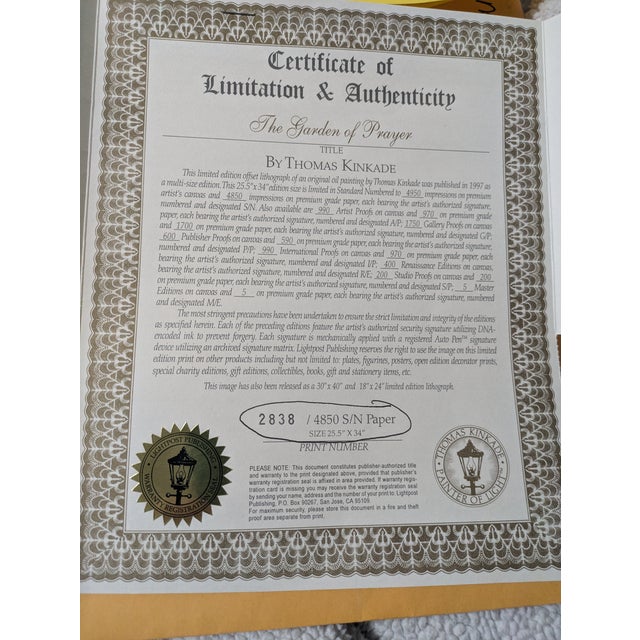 Certificate of
Limitation & Authenticity
The Garden of Prayer
TITLE
BY THOMAS KINKADE
This limited edition offset lithograph of an original oil painting by Thomas Kinkade was published in 1997 as
a multi-size edition. This 25.5" x 34" edition size is limited in Standard Numbered to 4950 impressions on premium
artist's canvas and 4850 impressions on premium grade paper, each bearing the artist's authorized signature,
numbered and designated S/N. Also available are 990 Artist Proofs on canvas and 970 on premium grade
paper, each bearing the artist's authorized signature, numbered and designated A/P; 1750 Gallery Proofs on canvas
and 1700 on premium grade paper, each bearing the artist's authorized signature, numbered and designated G/P;
600 Publisher Proofs on canvas and 590 on premium grade paper, each bearing the artist's authorized signature,
numbered and designated P/P; 990 International Proofs on canvas and 970 on premium grade paper, each
bearing the artist's authorized signature, numbered and designated I/P; 400 Renaissance Editions on canvas,
bearing the artist's authorized signature, numbered and designated R/E; 200 Studio Proofs on canvas and 200
on premium grade paper, each bearing the artist's authorized signature, numbered and designated S/P; 5 Master
Editions on canvas and 5 on premium grade paper, each bearing the artist's authorized signature, numbered
and designated M/E.
The most stringent precautions have been undertaken to ensure the strict limitation and integrity of the editions
as specified herein. Each of the preceding editions feature the artist's authorized security signature utilizing DNA-
encoded ink to prevent forgery. Each signature is mechanically applied with a registered Auto Pen™ signature
device utilizing an archived signature matrix. Lightpost Publishing reserves the right to use the image on this limited
edition print on other products including but not limited to: plates, figurines, posters, open edition decorator prints,
special charity editions, gift editions, collectibles, books, gift and stationery items, etc.
This image has also been released as a 30" x 40" and 18" x 24" limited edition lithograph.
2838 / 4850 S/N Paper
SIZE 25.5" X 34"
PRINT NUMBER
LIGHTPOST PUBLISHING
WARRANTY REGISTRATION SEAL
THOMAS KINKADE
PAINTER OF LIGHT
PLEASE NOTE: This document constitutes publisher-authorized title
and warranty to the print designated above, provided that publisher's
warranty registration seal is affixed in area provided. If warranty regis-
tration card is missing you may receive the warranty registration seal
by sending your name, address and the number of your print to: Lightpost
Publishing, P.O. Box 90267, San Jose, CA 95109.
For maximum security, please store this document in a fire and theft
proof area separate from print.